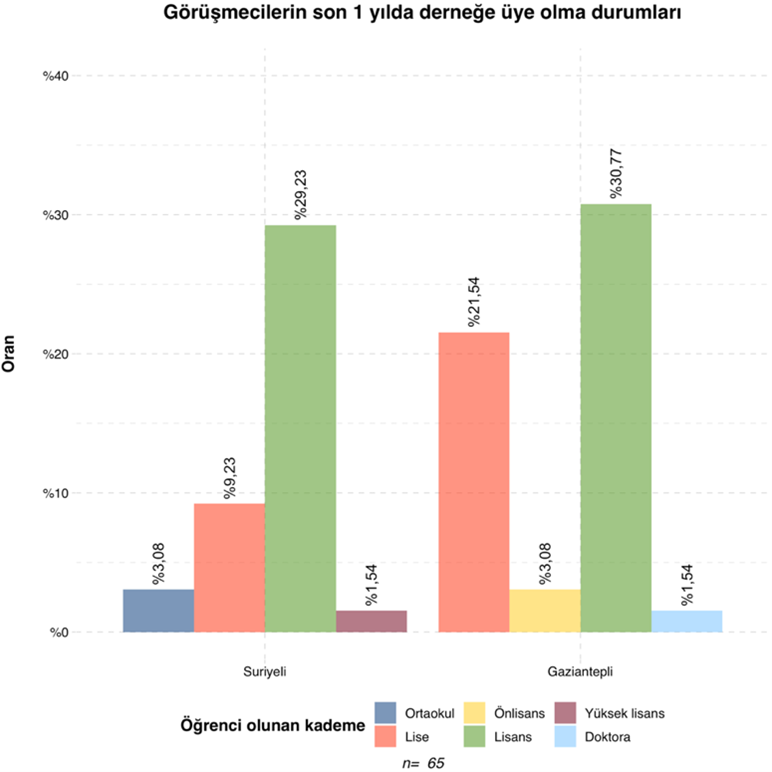 Görüşmecilerin son 1 yılda derneğe üye olma durumları
%40
%30
%20
%10
%0
Oran
%3,08
%9,23
%29,23
%1,54
%21,54
%3,08
%30,77
%1,54
Suriyeli
Gaziantepli
Öğrenci olunan kademe
Ortaokul
Önlisans
Yüksek lisans
Lise
Lisans
Doktora
n= 65